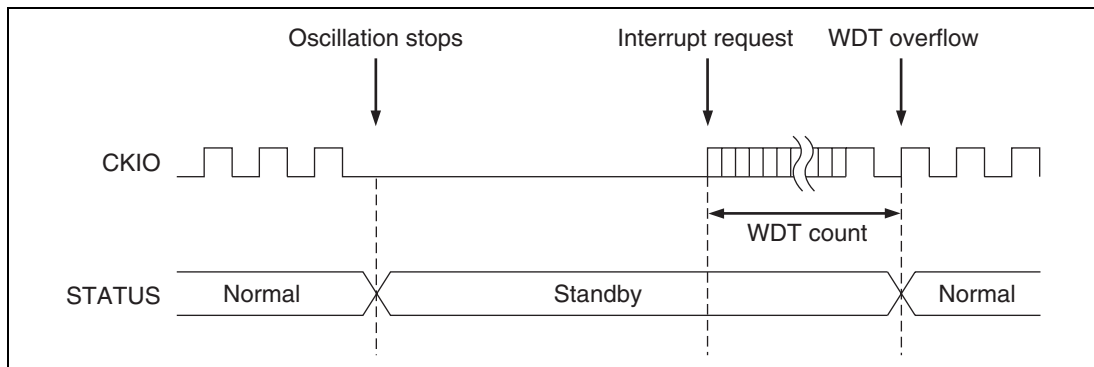 Oscillation stops Interrupt request WDT overflow
CKIO
WDT count
STATUS Normal Standby Normal